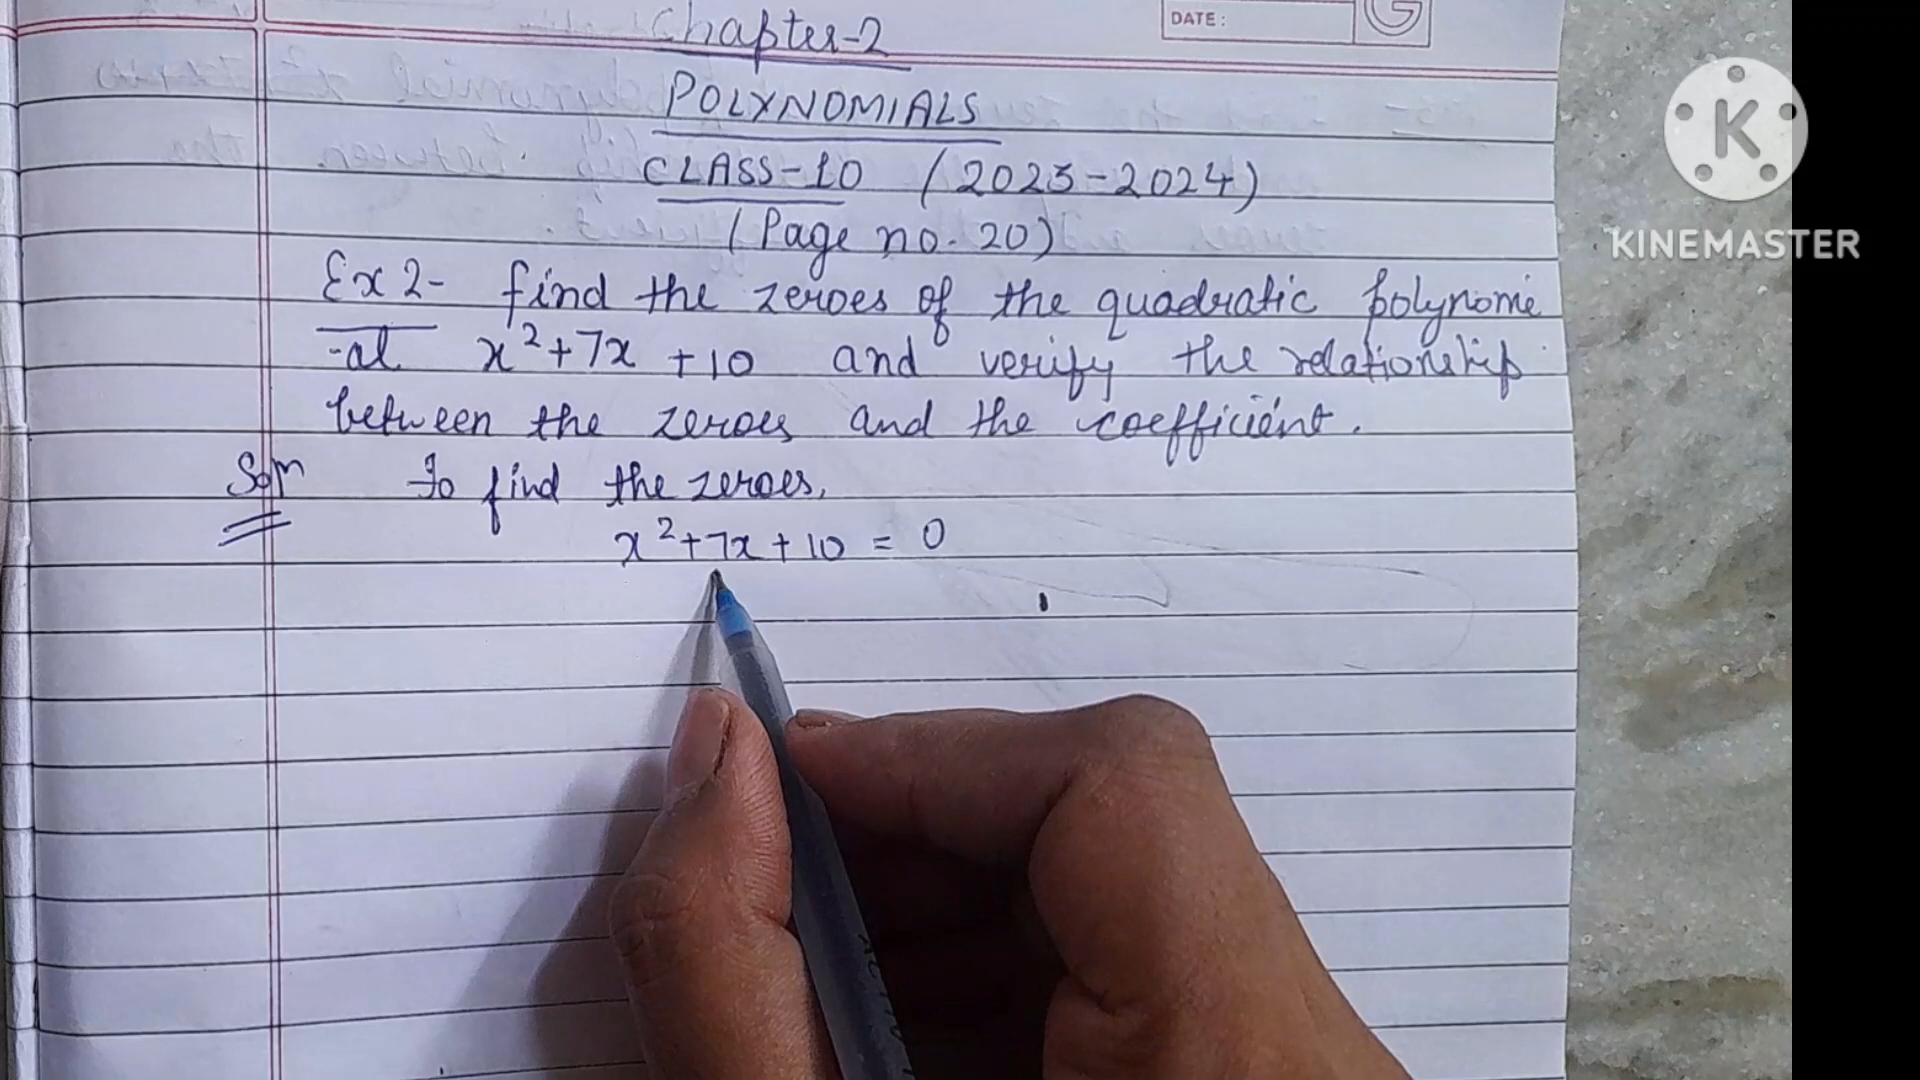 Chapter-2
DATE:
POLYNOMIALS
CLASS-10 (2023-2024)
(Page no. 20)
Ex 2- find the zeroes of the quadratic polynomi
-al x²+7x+10 and verify the relationship
between the zeroes and the coefficient.
Soln To find the zeroes,
x²+7x+10 = 0
K
KINEMASTER